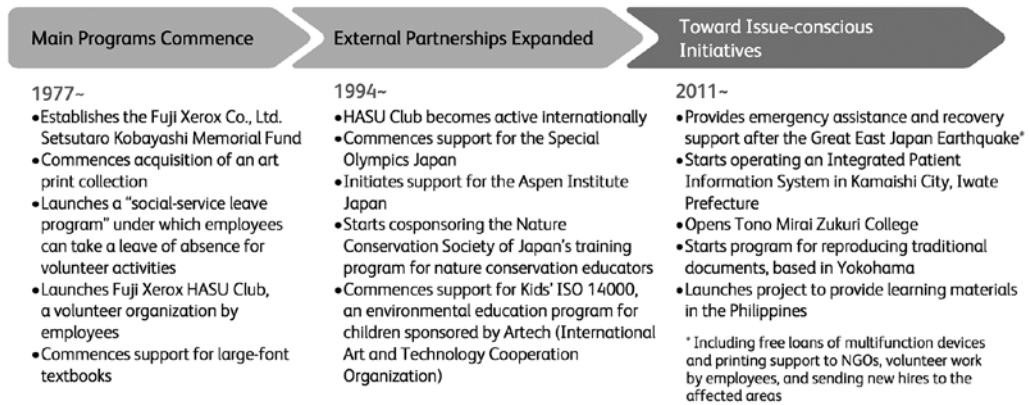 Main Programs Commence
1977~
•Establishes the Fuji Xerox Co., Ltd.
Setsutaro Kobayashi Memorial Fund
•Commences acquisition of an art
print collection
•Launches a “social-service leave
program” under which employees
can take a leave of absence for
volunteer activities
•Launches Fuji Xerox HASU Club,
a volunteer organization by
employees
•Commences support for large-font
textbooks
External Partnerships Expanded
1994~
•HASU Club becomes active internationally
•Commences support for the Special
Olympics Japan
•Initiates support for the Aspen Institute
Japan
•Starts cosponsoring the Nature
Conservation Society of Japan’s training
program for nature conservation educators
•Commences support for Kids’ ISO 14000,
an environmental education program for
children sponsored by Artech (International
Art and Technology Cooperation
Organization)
Toward Issue-conscious
Initiatives
2011~
•Provides emergency assistance and recovery
support after the Great East Japan Earthquake*
•Starts operating an Integrated Patient
Information System in Kamaishi City, Iwate
Prefecture
•Opens Tono Mirai Zukuri College
•Starts program for reproducing traditional
documents, based in Yokohama
•Launches project to provide learning materials
in the Philippines
* Including free loans of multifunction devices
and printing support to NGOs, volunteer work
by employees, and sending new hires to the
affected areas